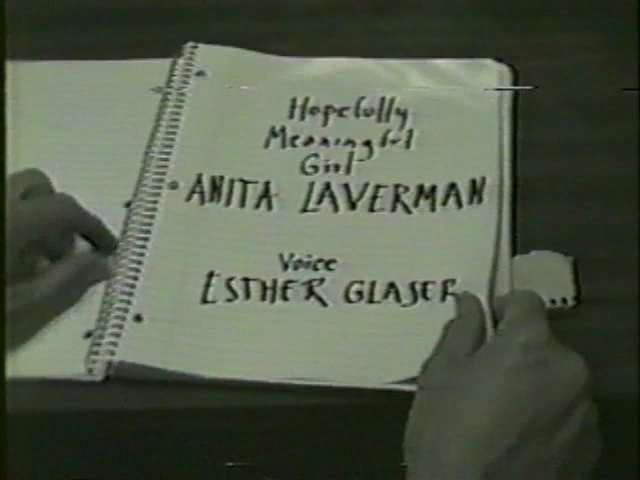 Hopefully
Meaningful
Girl
ANITA LAVERMAN
Voice
ESTHER GLASER